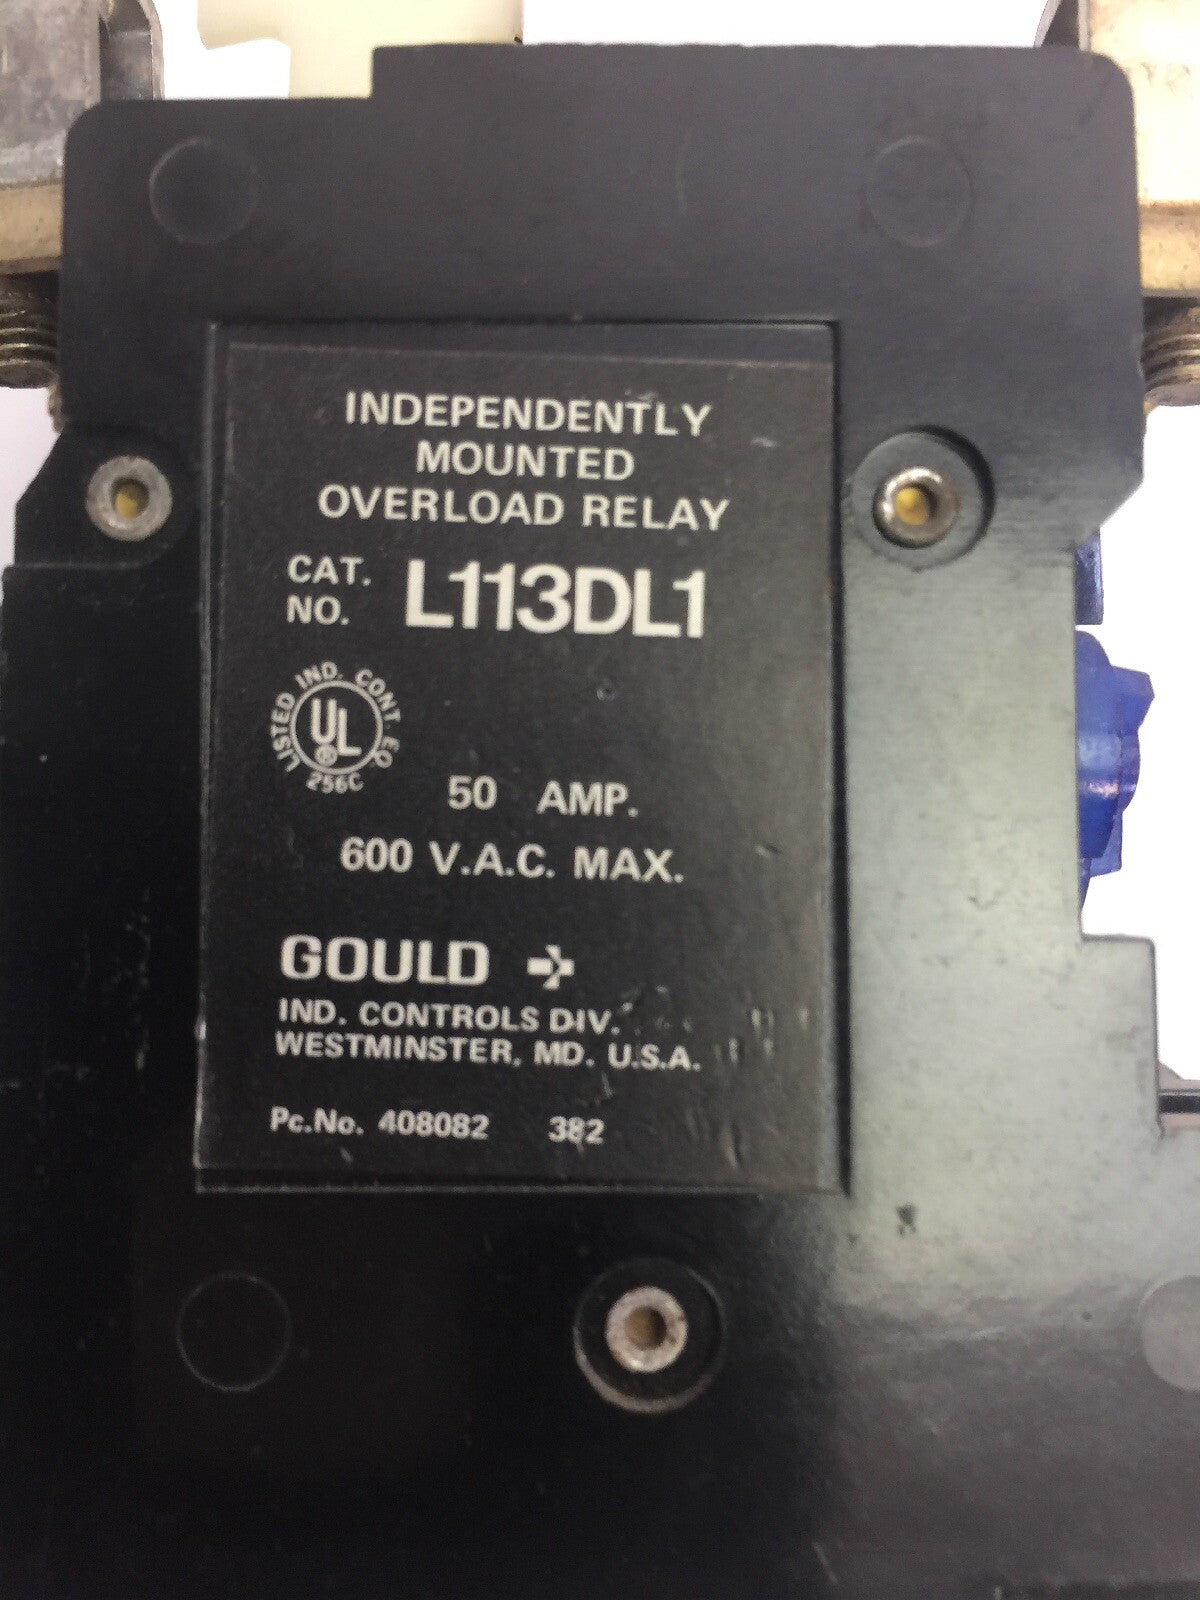 INDEPENDENTLY
MOUNTED
OVERLOAD RELAY
CAT.
NO. L113DL1
LISTED IND. CONT. EQ.
UL ®
256C
50 AMP.
600 V.A.C. MAX.
GOULD
IND. CONTROLS DIV.
WESTMINSTER, MD. U.S.A.
Pc.No. 408082 382